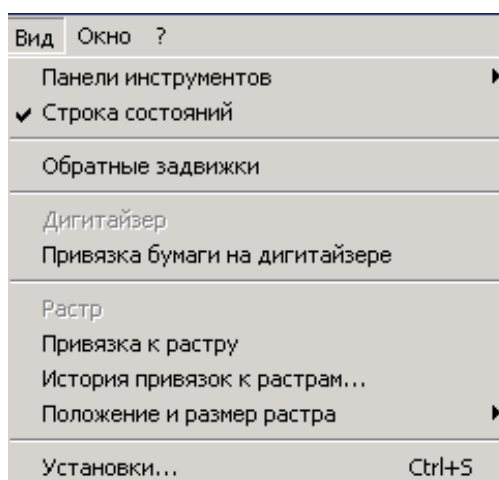 Вид Окно ?
Панели инструментов
Строка состояний
Обратные задвижки
Дигитайзер
Привязка бумаги на дигитайзере
Растр
Привязка к растру
История привязок к растрам...
Положение и размер растра
Установки... Ctrl+S